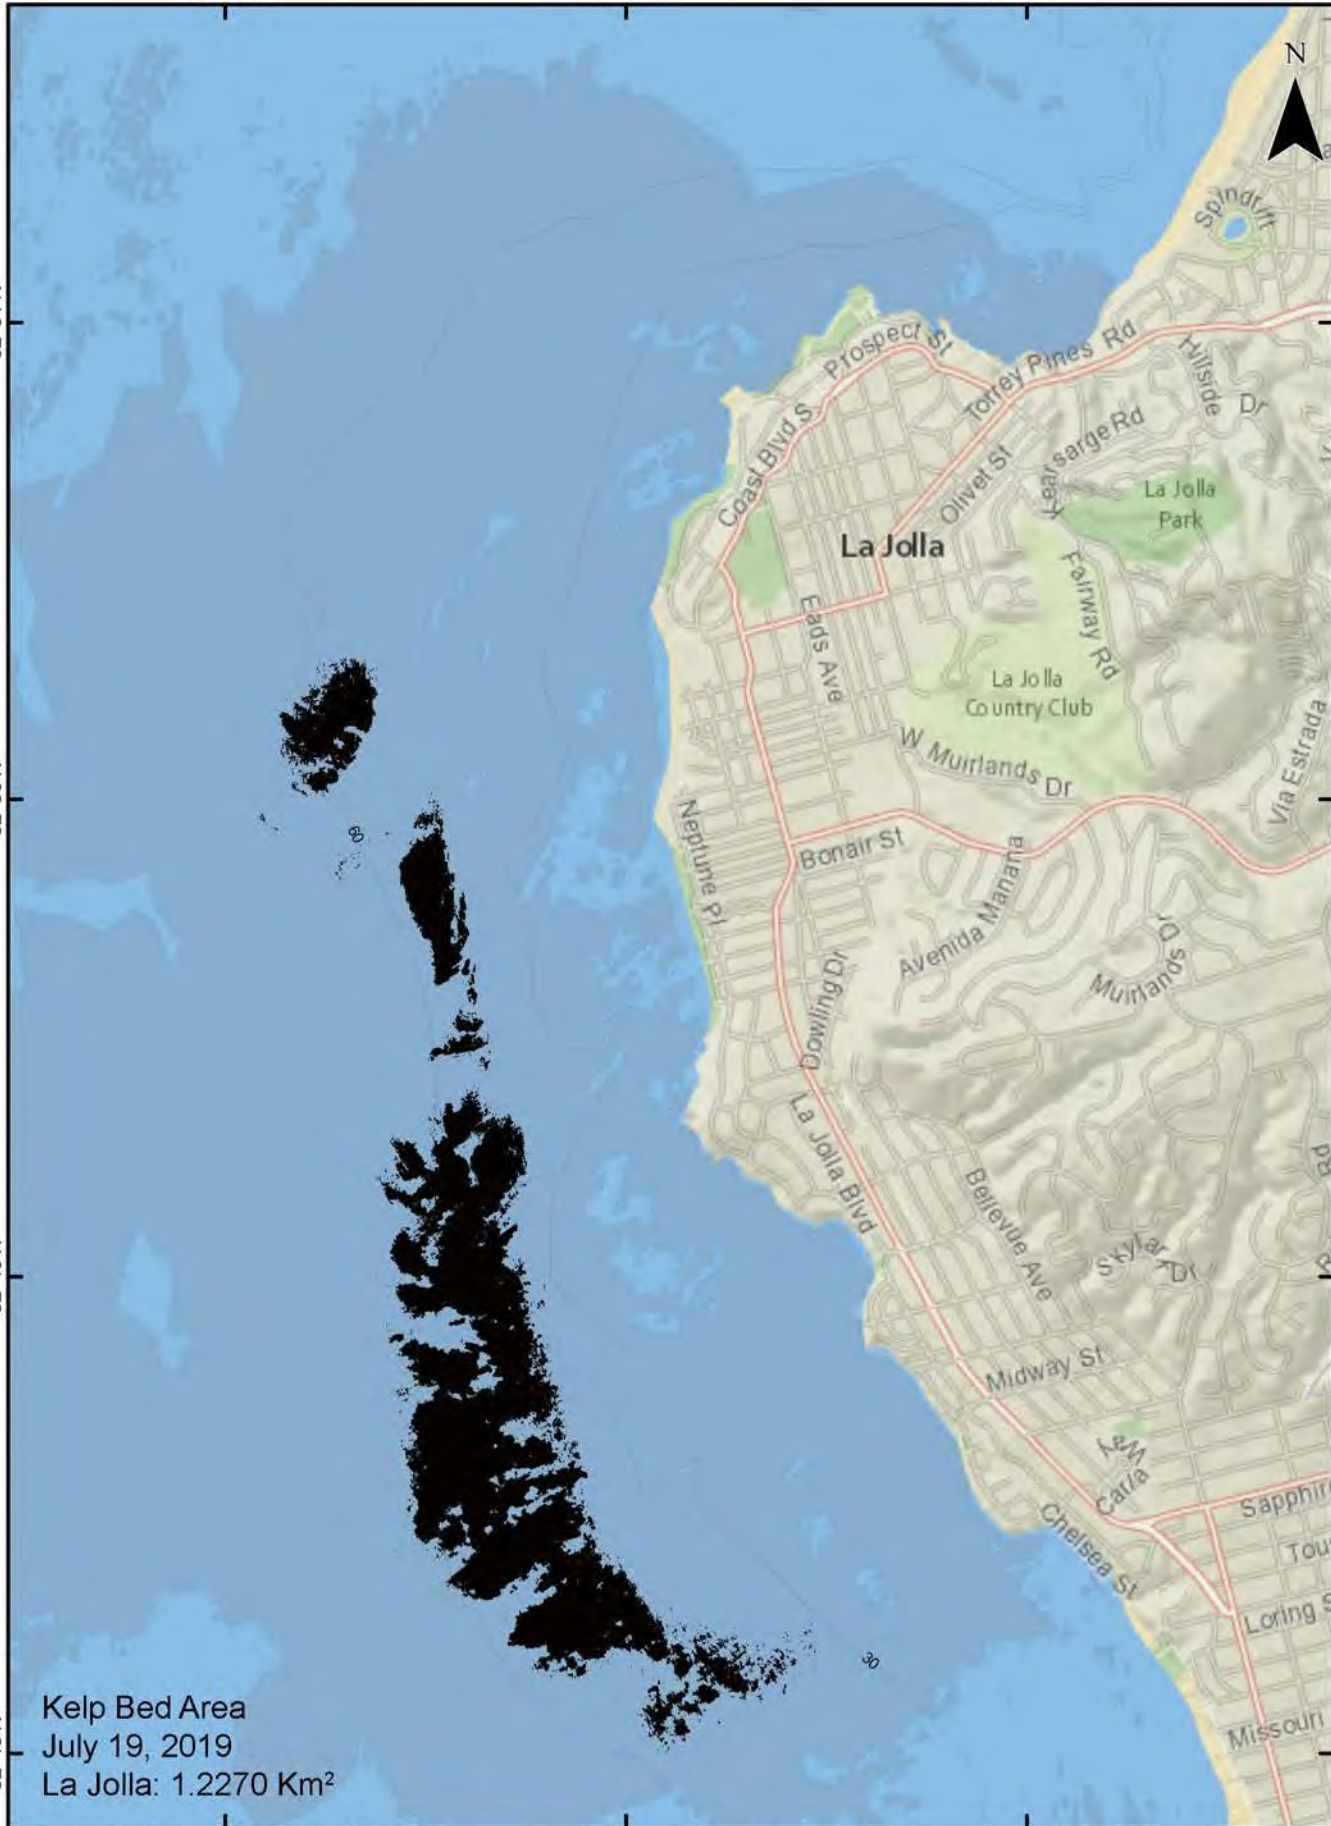 N
Spindrift
Prospect St
Torrey Pines Rd
Hillside Dr
Coast Blvd S
Kearsarge Rd
Olivet St
La Jolla
Park
La Jolla
Fairway Rd
Eads Ave
La Jolla
Country Club
W Muirlands Dr
Via Estrada
Neptune Pl
60
Bonair St
Avenida Manana
Muirlands Dr
Dowling Dr
La Jolla Blvd
Bellevue Ave
Skylark Dr
Rd
Midway St
Carla Way
Sapphir
Chelsea St
Tou
Loring S
30
Missouri
Kelp Bed Area
July 19, 2019
La Jolla: 1.2270 Km²